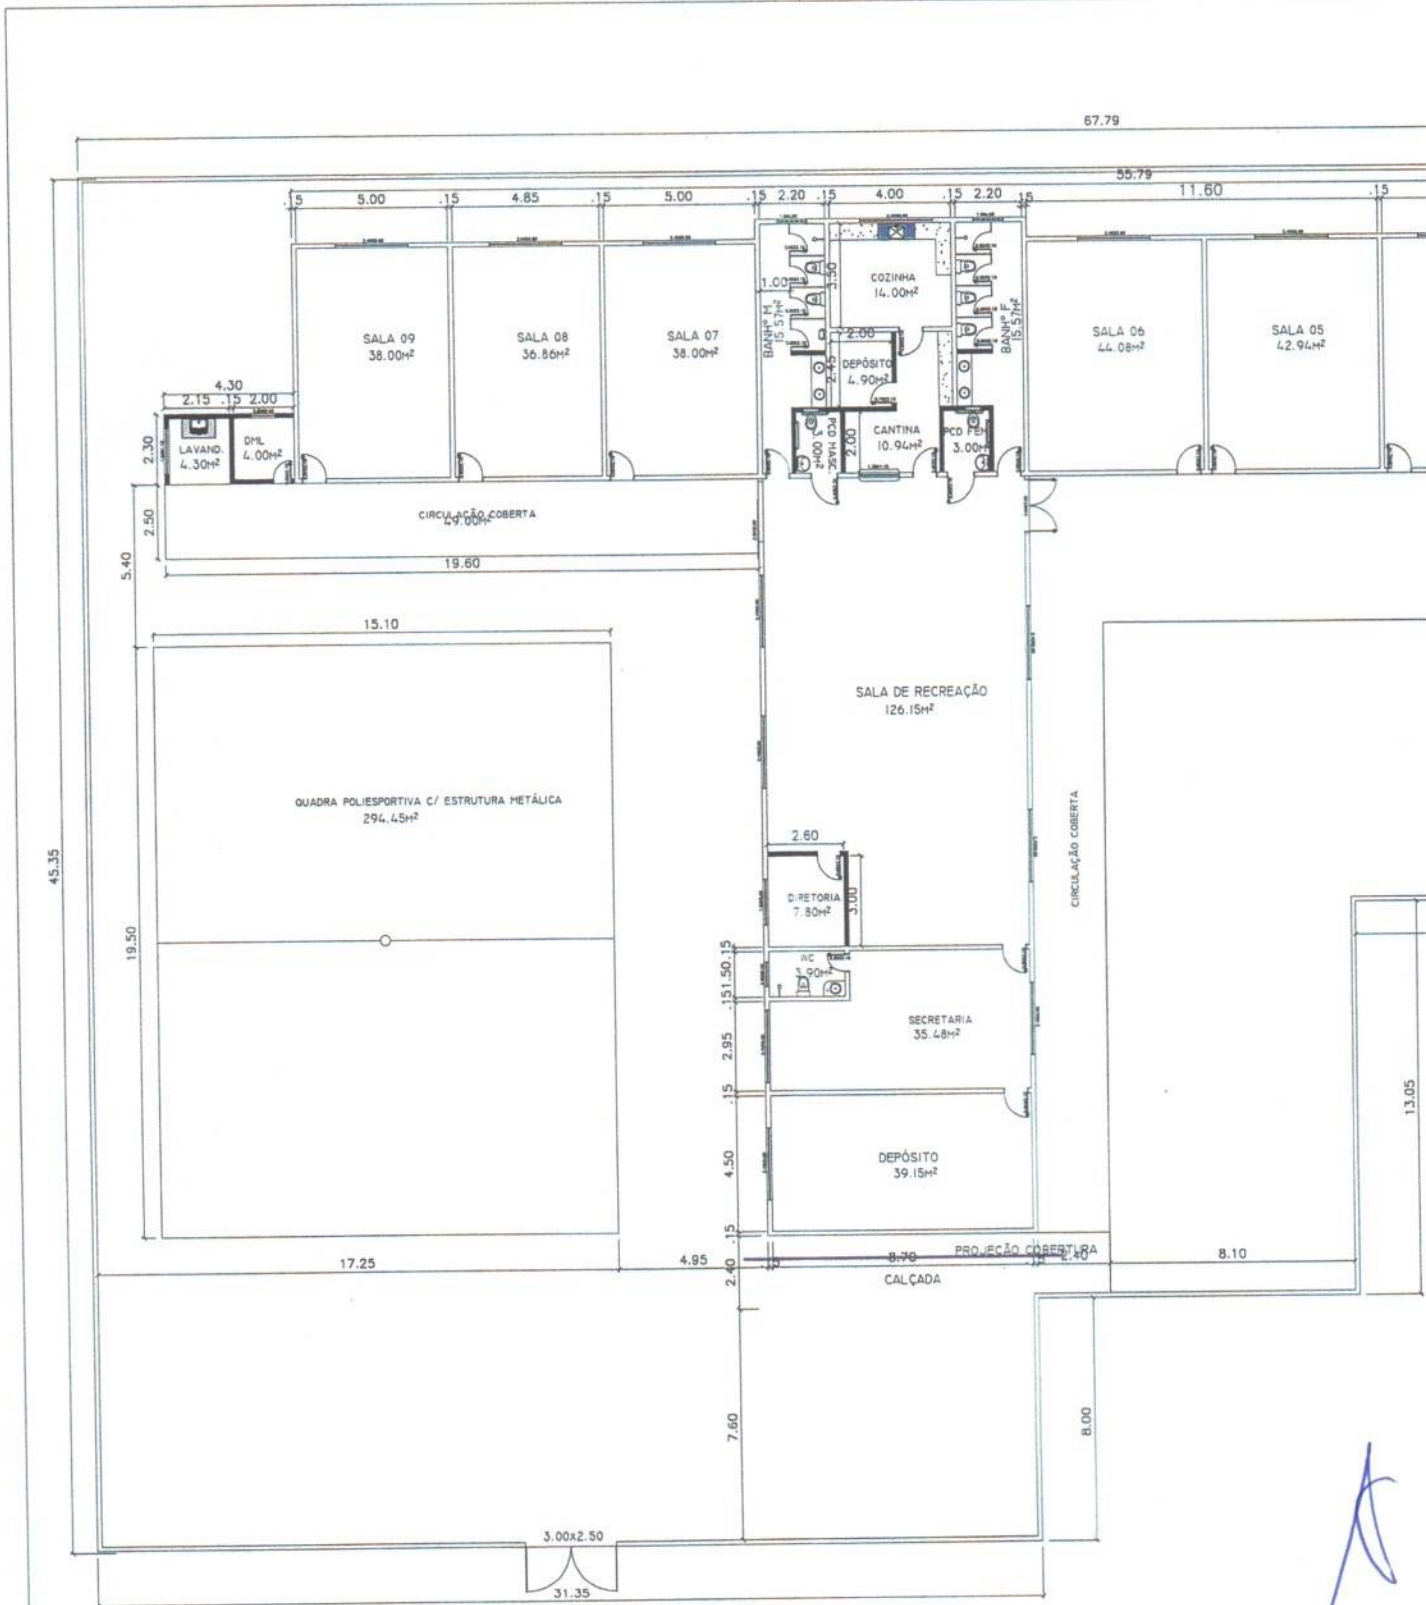 67.79
55.79
.15 5.00 .15 4.85 .15 5.00 .15 2.20 .15 4.00 .15 2.20 .15 11.60 .15
COZINHA
14.00M²
3.50
1.00
BANHº M
15.57M²
BANHº F
15.57M²
SALA 09
38.00M²
SALA 08
36.86M²
SALA 07
38.00M²
SALA 06
44.08M²
SALA 05
42.94M²
2.00
DEPÓSITO
4.90M²
2.45
4.30
2.15 .15 2.00
2.30
LAVAND.
4.30M²
DML
4.00M²
PCD MASC.
3.00M²
2.00
CANTINA
10.94M²
PCD FEM
3.00M²
CIRCULAÇÃO COBERTA
49.00M²
2.50
5.40
19.60
15.10
SALA DE RECREAÇÃO
126.15M²
QUADRA POLIESPORTIVA C/ ESTRUTURA METÁLICA
294.45M²
CIRCULAÇÃO COBERTA
45.35
19.50
2.60
DIRETORIA
7.80M²
3.00
.15
1.50
.15
WC
3.90M²
SECRETARIA
35.48M²
2.95
.15
13.05
DEPÓSITO
39.15M²
4.50
.15
PROJEÇÃO COBERTURA
17.25 4.95 8.70 2.40 8.10
2.40
CALÇADA
7.60
8.00
3.00x2.50
31.35